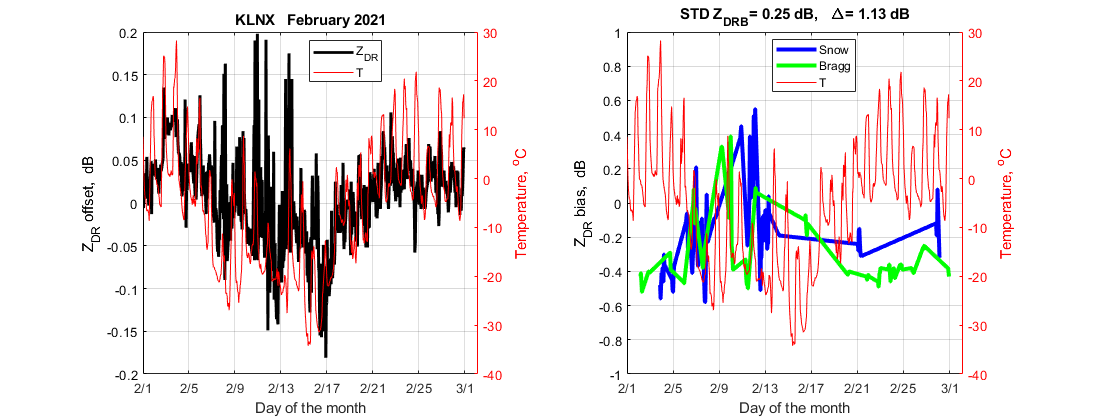 KLNX   February 2021
0.2
0.15
0.1
0.05
0
-0.05
-0.1
-0.15
-0.2
Z_DR offset, dB
Z_DR
T
30
20
10
0
-10
-20
-30
-40
Temperature, °C
2/1 2/5 2/9 2/13 2/17 2/21 2/25 3/1
Day of the month
STD Z_DRB = 0.25 dB,   Δ = 1.13 dB
1
0.8
0.6
0.4
0.2
0
-0.2
-0.4
-0.6
-0.8
-1
Z_DR bias, dB
Snow
Bragg
T
30
20
10
0
-10
-20
-30
-40
Temperature, °C
2/1 2/5 2/9 2/13 2/17 2/21 2/25 3/1
Day of the month